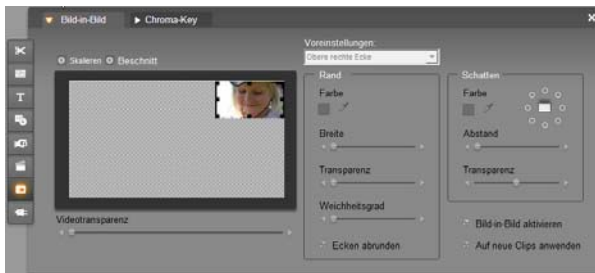 Bild-in-Bild
Chroma-Key
Voreinstellungen:
Skalieren Beschnitt
Obere rechte Ecke
Rand
Schatten
Farbe
Farbe
Breite
Abstand
Transparenz
Transparenz
Weichheitsgrad
Videotransparenz
Bild-in-Bild aktivieren
Ecken abrunden
Auf neue Clips anwenden
T